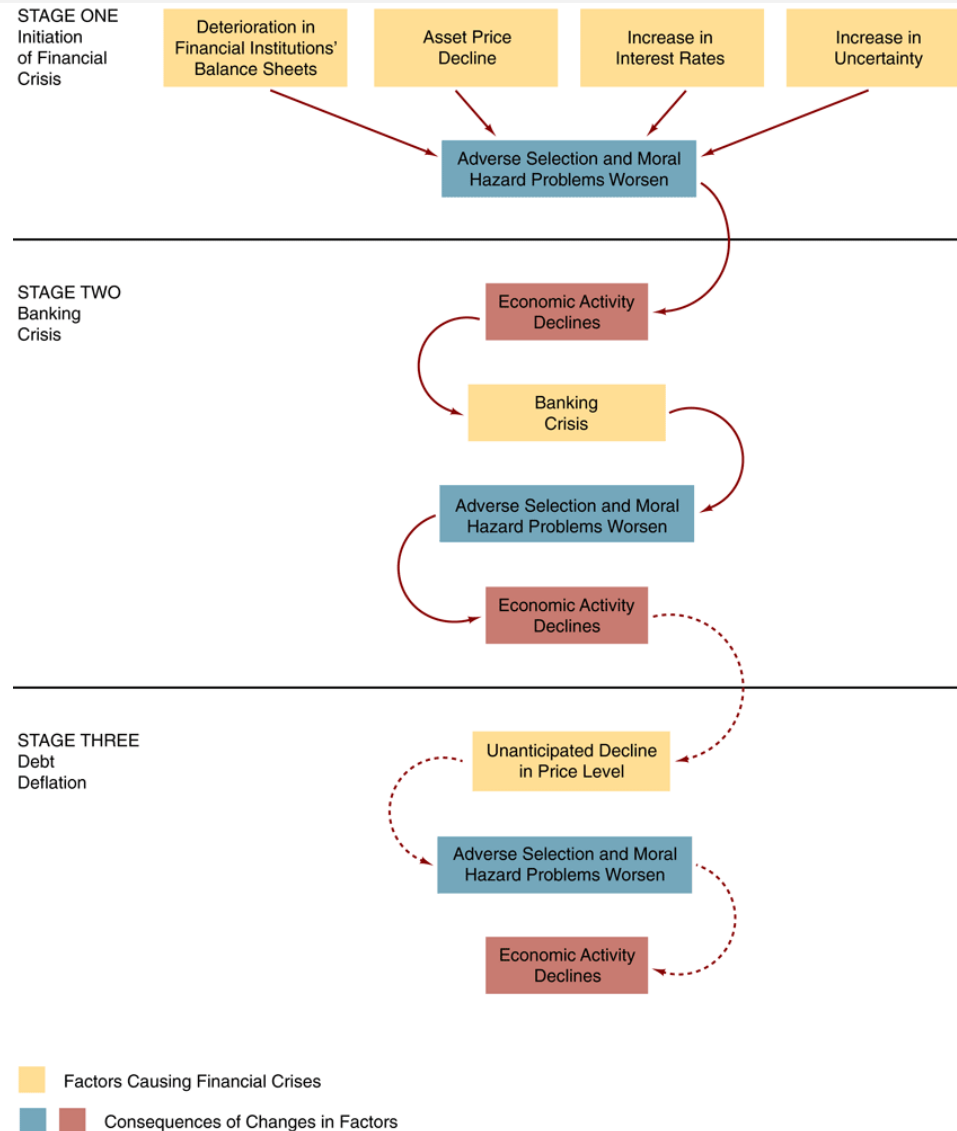 STAGE ONE
Initiation
of Financial
Crisis
Deterioration in
Financial Institutions’
Balance Sheets
Asset Price
Decline
Increase in
Interest Rates
Increase in
Uncertainty
Adverse Selection and Moral
Hazard Problems Worsen
STAGE TWO
Banking
Crisis
Economic Activity
Declines
Banking
Crisis
Adverse Selection and Moral
Hazard Problems Worsen
Economic Activity
Declines
STAGE THREE
Debt
Deflation
Unanticipated Decline
in Price Level
Adverse Selection and Moral
Hazard Problems Worsen
Economic Activity
Declines
Factors Causing Financial Crises
Consequences of Changes in Factors